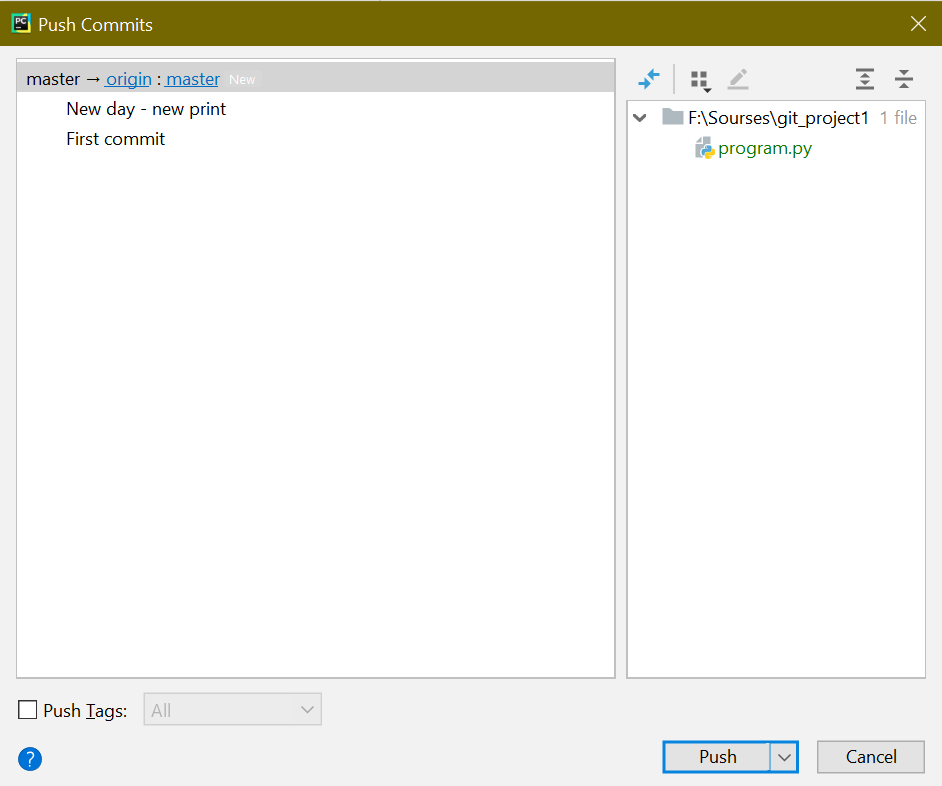 PC Push Commits
master → origin : master New
New day - new print
First commit
F:\Sourses\git_project1 1 file
program.py
Push Tags: All
?
Push
Cancel